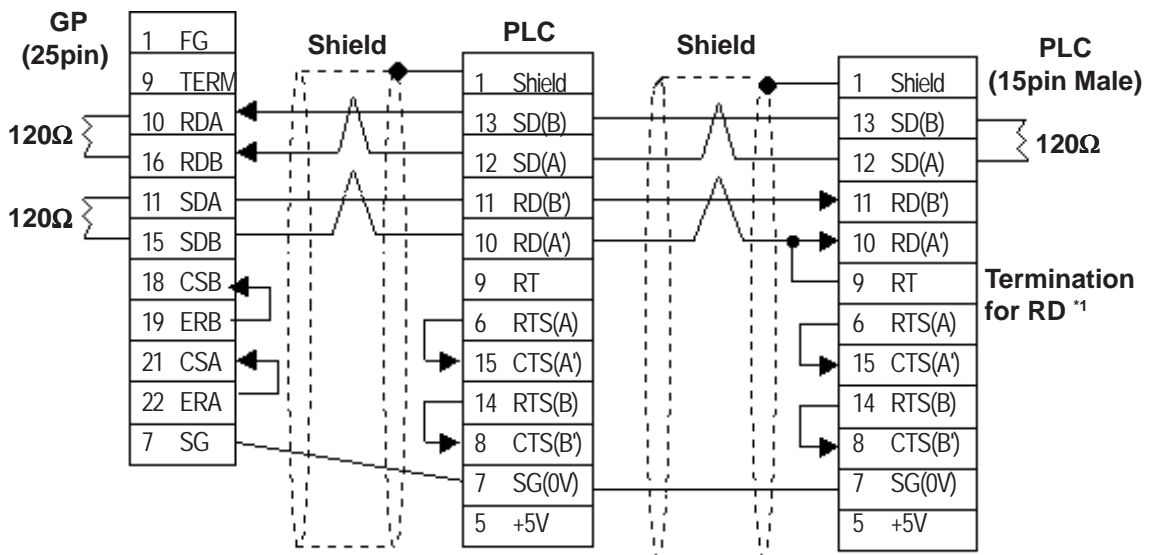 GP
(25pin)
1 FG
9 TERM
10 RDA
16 RDB
11 SDA
15 SDB
18 CSB
19 ERB
21 CSA
22 ERA
7 SG
120Ω
120Ω
Shield
PLC
1 Shield
13 SD(B)
12 SD(A)
11 RD(B')
10 RD(A')
9 RT
6 RTS(A)
15 CTS(A')
14 RTS(B)
8 CTS(B')
7 SG(0V)
5 +5V
Shield
PLC
(15pin Male)
1 Shield
13 SD(B)
12 SD(A)
11 RD(B')
10 RD(A')
9 RT
6 RTS(A)
15 CTS(A')
14 RTS(B)
8 CTS(B')
7 SG(0V)
5 +5V
120Ω
Termination
for RD *1